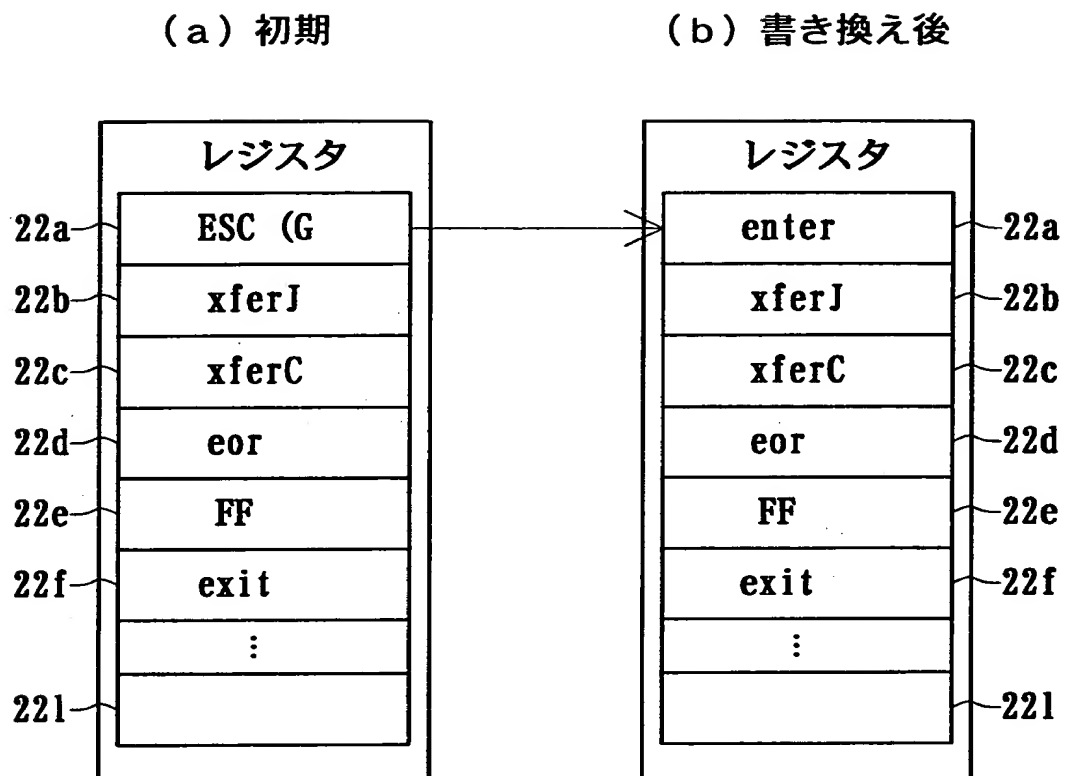 (a) 初期
(b) 書き換え後
レジスタ
レジスタ
22a ESC (G enter 22a
22b xferJ xferJ 22b
22c xferC xferC 22c
22d eor eor 22d
22e FF FF 22e
22f exit exit 22f
⋮ ⋮
22l 22l